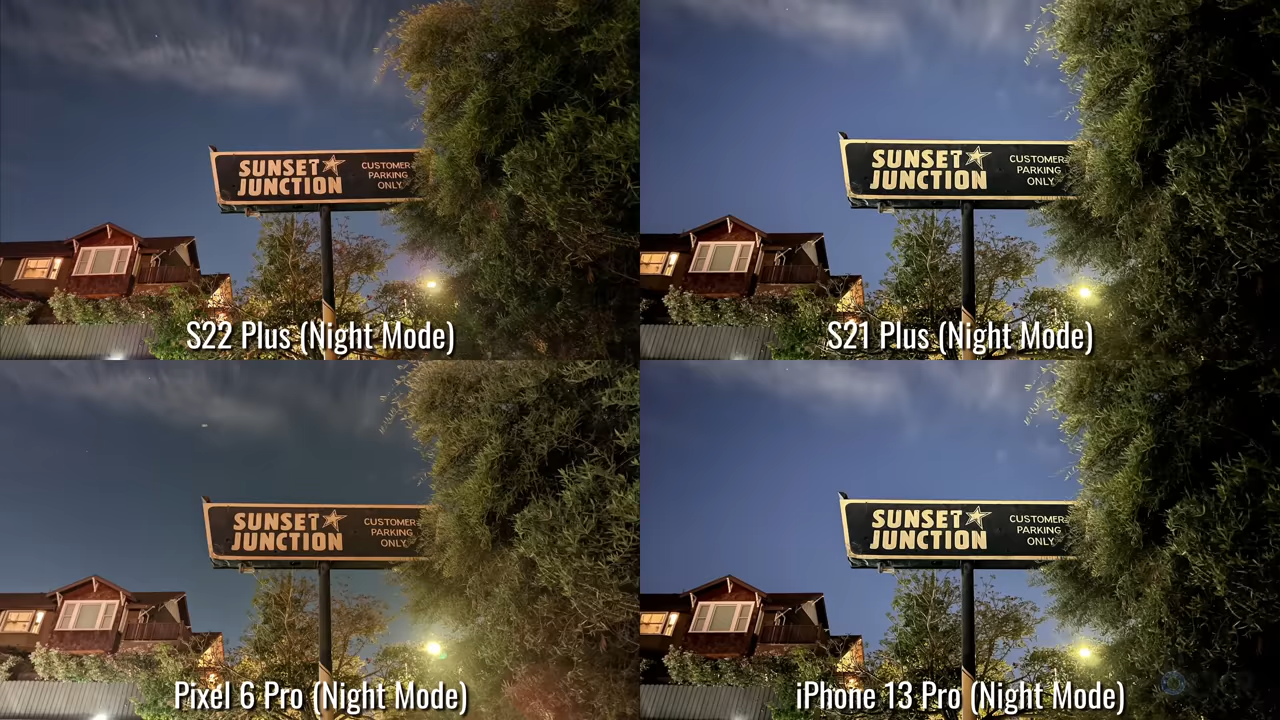 SUNSET
JUNCTION
CUSTOMER
PARKING
ONLY
S22 Plus (Night Mode)
SUNSET
JUNCTION
CUSTOMER
PARKING
ONLY
S21 Plus (Night Mode)
SUNSET
JUNCTION
CUSTOMER
PARKING
ONLY
Pixel 6 Pro (Night Mode)
SUNSET
JUNCTION
CUSTOMER
PARKING
ONLY
iPhone 13 Pro (Night Mode)